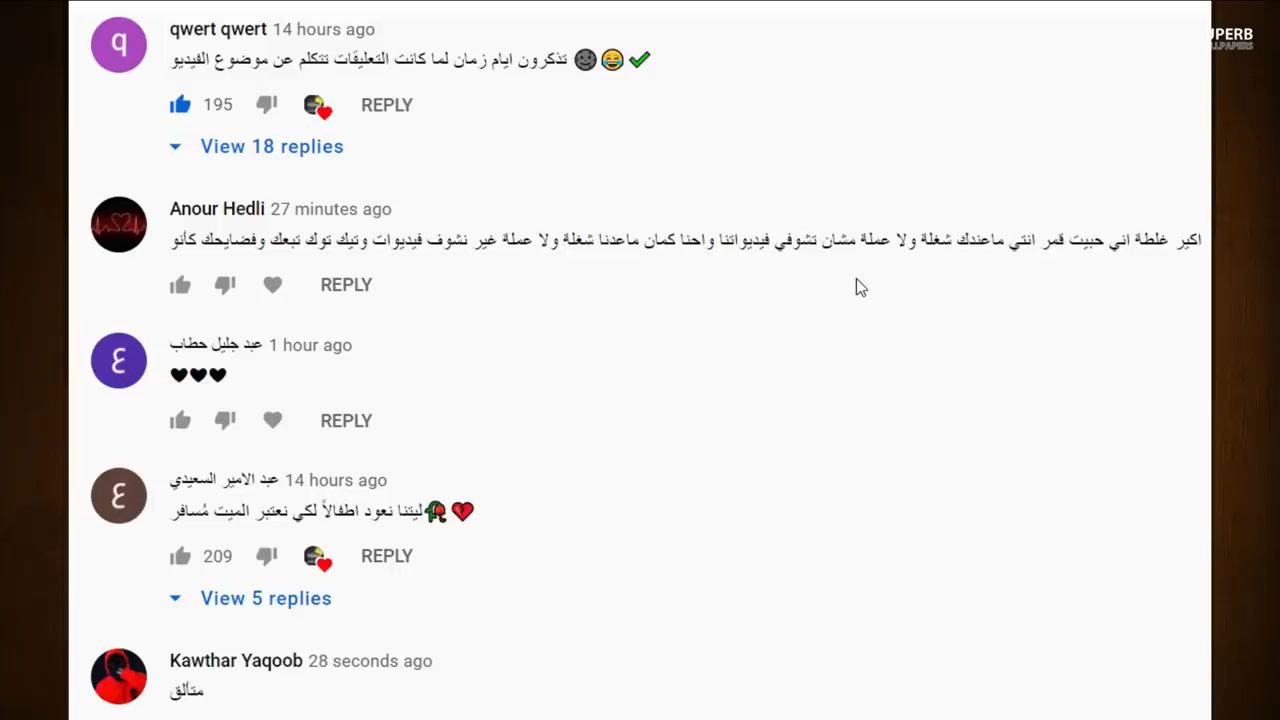 UPERB
q
qwert qwert 14 hours ago
تذكرون ايام زمان لما كانت التعليقات تتكلم عن موضوع الفيديو 🌚😂✔
195 REPLY
View 18 replies
Anour Hedli 27 minutes ago
اكير غلطة اني حبيت قمر انتي ماعندك شغلة ولا عملة مشان تشوفي فيديواتنا واحنا كمان ماعدنا شغلة ولا عملة غير نشوف فيديوات وتيك توك تبعك وفضايحك كأنو
REPLY
ع
عبد جليل حطاب 1 hour ago
🖤🖤🖤
REPLY
ع
عبد الامير السعيدي 14 hours ago
ليتنا نعود اطفالاً لكي نعتبر الميت مُسافر🥀💔
209 REPLY
View 5 replies
Kawthar Yaqoob 28 seconds ago
متألق